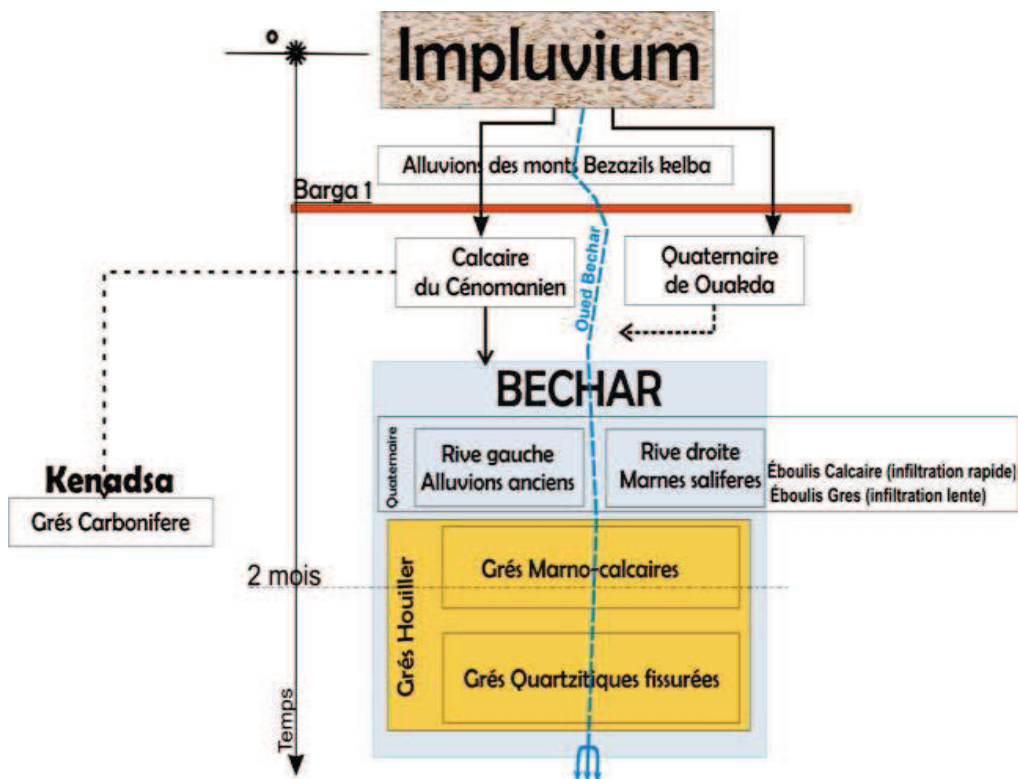 Impluvium
Alluvions des monts Bezazils kelba
Barga 1
Calcaire
du Cénomanien
Quaternaire
de Ouakda
Oued Bechar
BECHAR
Quaternaire
Rive gauche
Alluvions anciens
Rive droite
Marnes saliferes
Éboulis Calcaire (infiltration rapide)
Éboulis Gres (infiltration lente)
Kenadsa
Grés Carbonifere
2 mois
Grés Houiller
Grés Marno-calcaires
Grés Quartzitiques fissurées
Temps